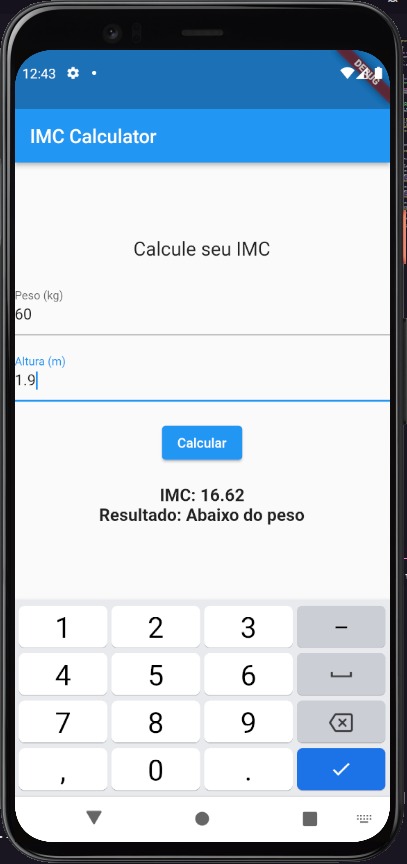 12:43
DEBUG
IMC Calculator
Calcule seu IMC
Peso (kg)
60
Altura (m)
1.9
Calcular
IMC: 16.62
Resultado: Abaixo do peso
1 2 3 –
4 5 6
7 8 9
, 0 .